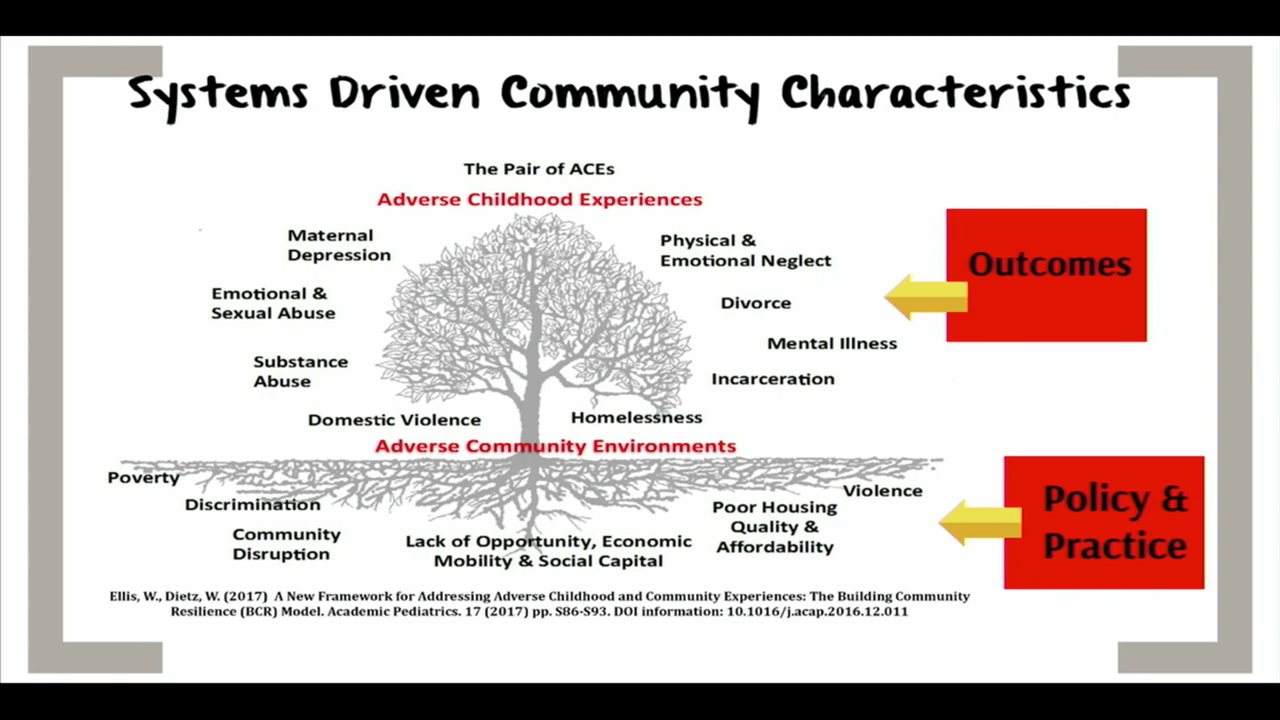 Systems Driven Community Characteristics
The Pair of ACEs
Adverse Childhood Experiences
Maternal
Depression
Physical &
Emotional Neglect
Outcomes
Emotional &
Sexual Abuse
Divorce
Mental Illness
Substance
Abuse
Incarceration
Domestic Violence
Homelessness
Adverse Community Environments
Poverty
Discrimination
Community
Disruption
Lack of Opportunity, Economic
Mobility & Social Capital
Poor Housing
Quality &
Affordability
Violence
Policy &
Practice
Ellis, W., Dietz, W. (2017) A New Framework for Addressing Adverse Childhood and Community Experiences: The Building Community
Resilience (BCR) Model. Academic Pediatrics. 17 (2017) pp. S86-S93. DOI information: 10.1016/j.acap.2016.12.011